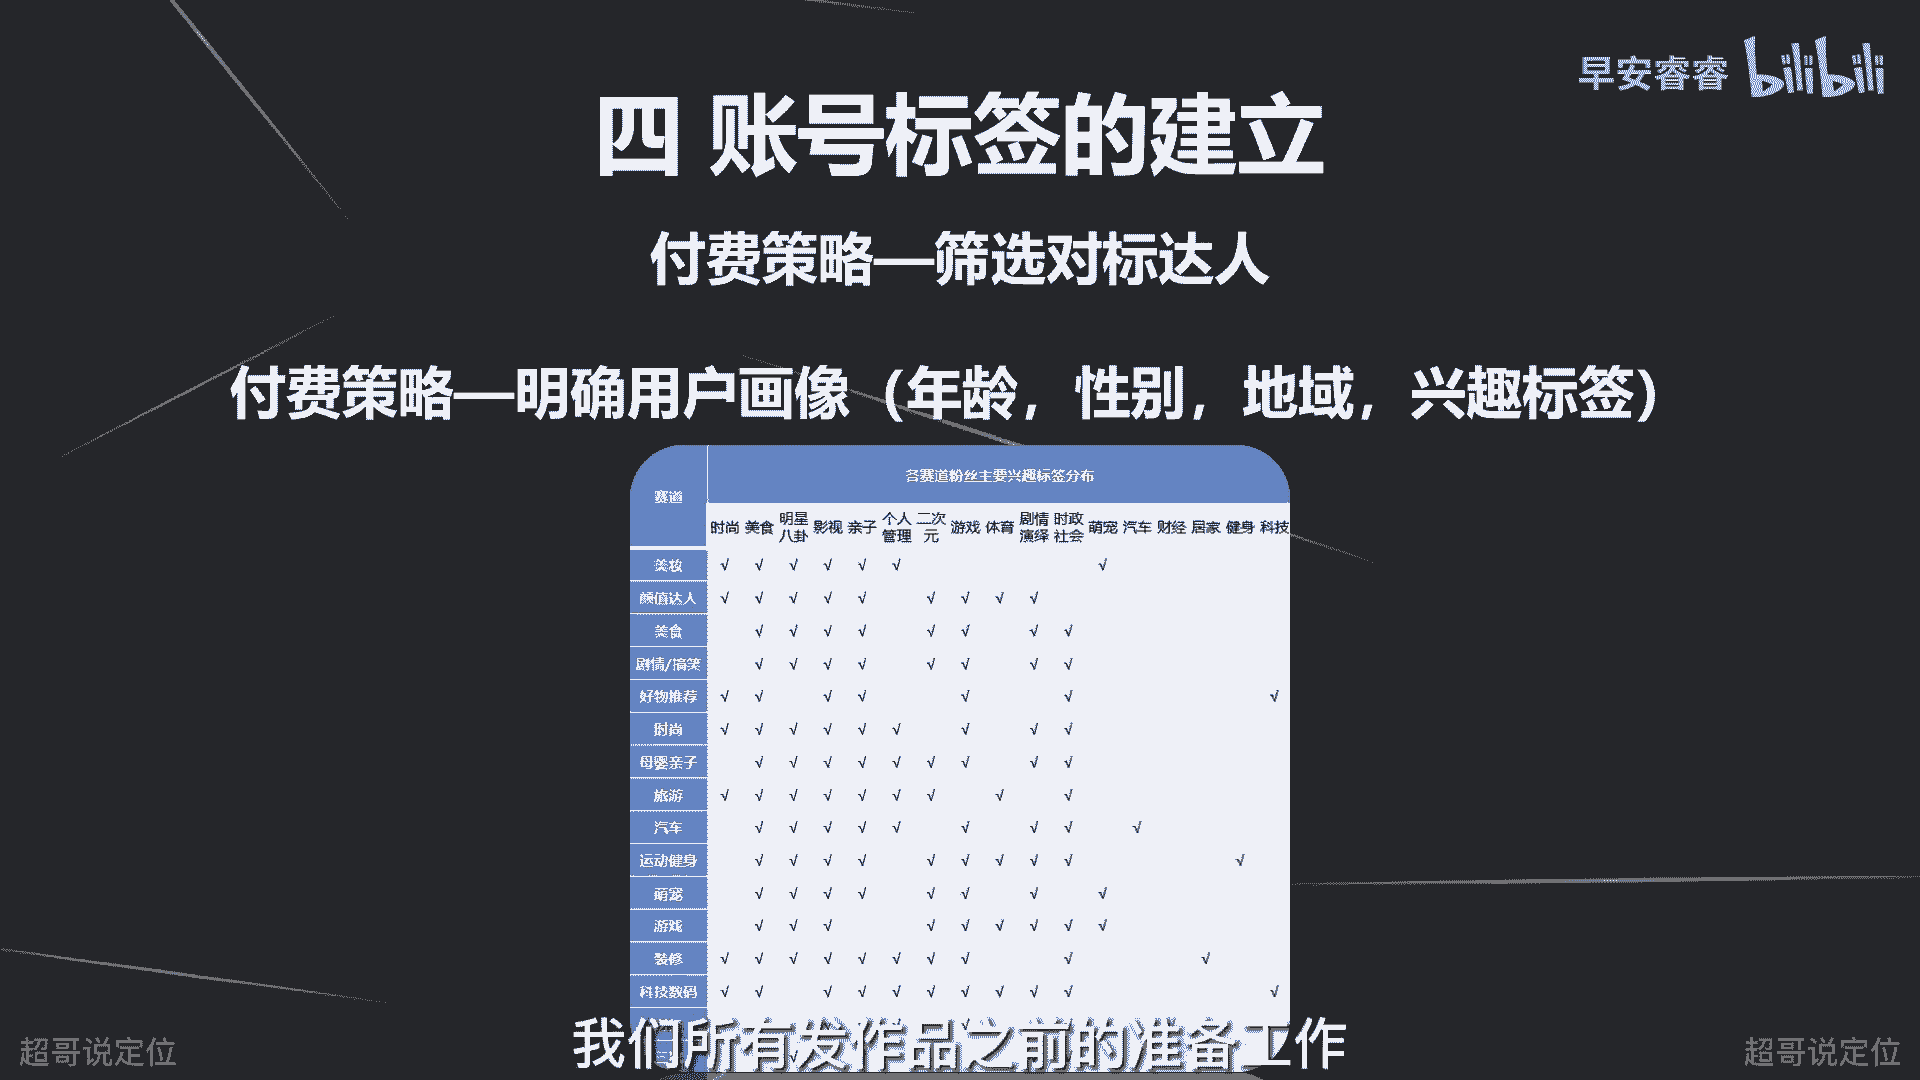 早安睿睿 bilibili
四 账号标签的建立
付费策略—筛选对标达人
付费策略—明确用户画像（年龄，性别，地域，兴趣标签）
赛道 各赛道粉丝主要兴趣标签分布
时尚 美食 明星八卦 影视 亲子 个人管理 二次元 游戏 体育 剧情演绎 时政社会 萌宠 汽车 财经 居家 健身 科技
美妆 √ √ √ √ √ √ √
颜值达人 √ √ √ √ √ √ √ √ √
美食 √ √ √ √ √ √ √ √
剧情/搞笑 √ √ √ √ √ √ √ √
好物推荐 √ √ √ √ √ √ √
时尚 √ √ √ √ √ √ √ √ √
母婴亲子 √ √ √ √ √ √ √ √ √
旅游 √ √ √ √ √ √ √ √ √
汽车 √ √ √ √ √ √ √ √ √
运动健身 √ √ √ √ √ √ √ √ √ √
萌宠 √ √ √ √ √ √ √ √
游戏 √ √ √ √ √ √ √ √ √
装修 √ √ √ √ √ √ √ √ √ √
科技数码 √ √ √ √ √ √ √ √ √ √ √
我们所有发作品之前的准备工作
超哥说定位
超哥说定位